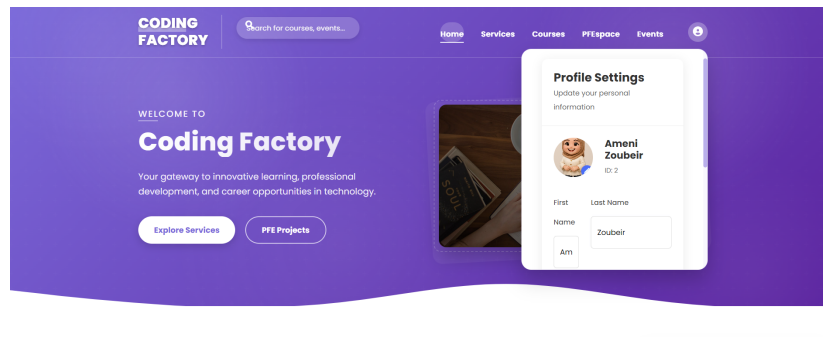 CODING
FACTORY
Search for courses, events...
Home
Services
Courses
PFEspace
Events
WELCOME TO
Coding Factory
Your gateway to innovative learning, professional
development, and career opportunities in technology.
Explore Services
PFE Projects
SOUL
Profile Settings
Update your personal
information
Ameni
Zoubeir
ID: 2
First
Name
Am
Last Name
Zoubeir